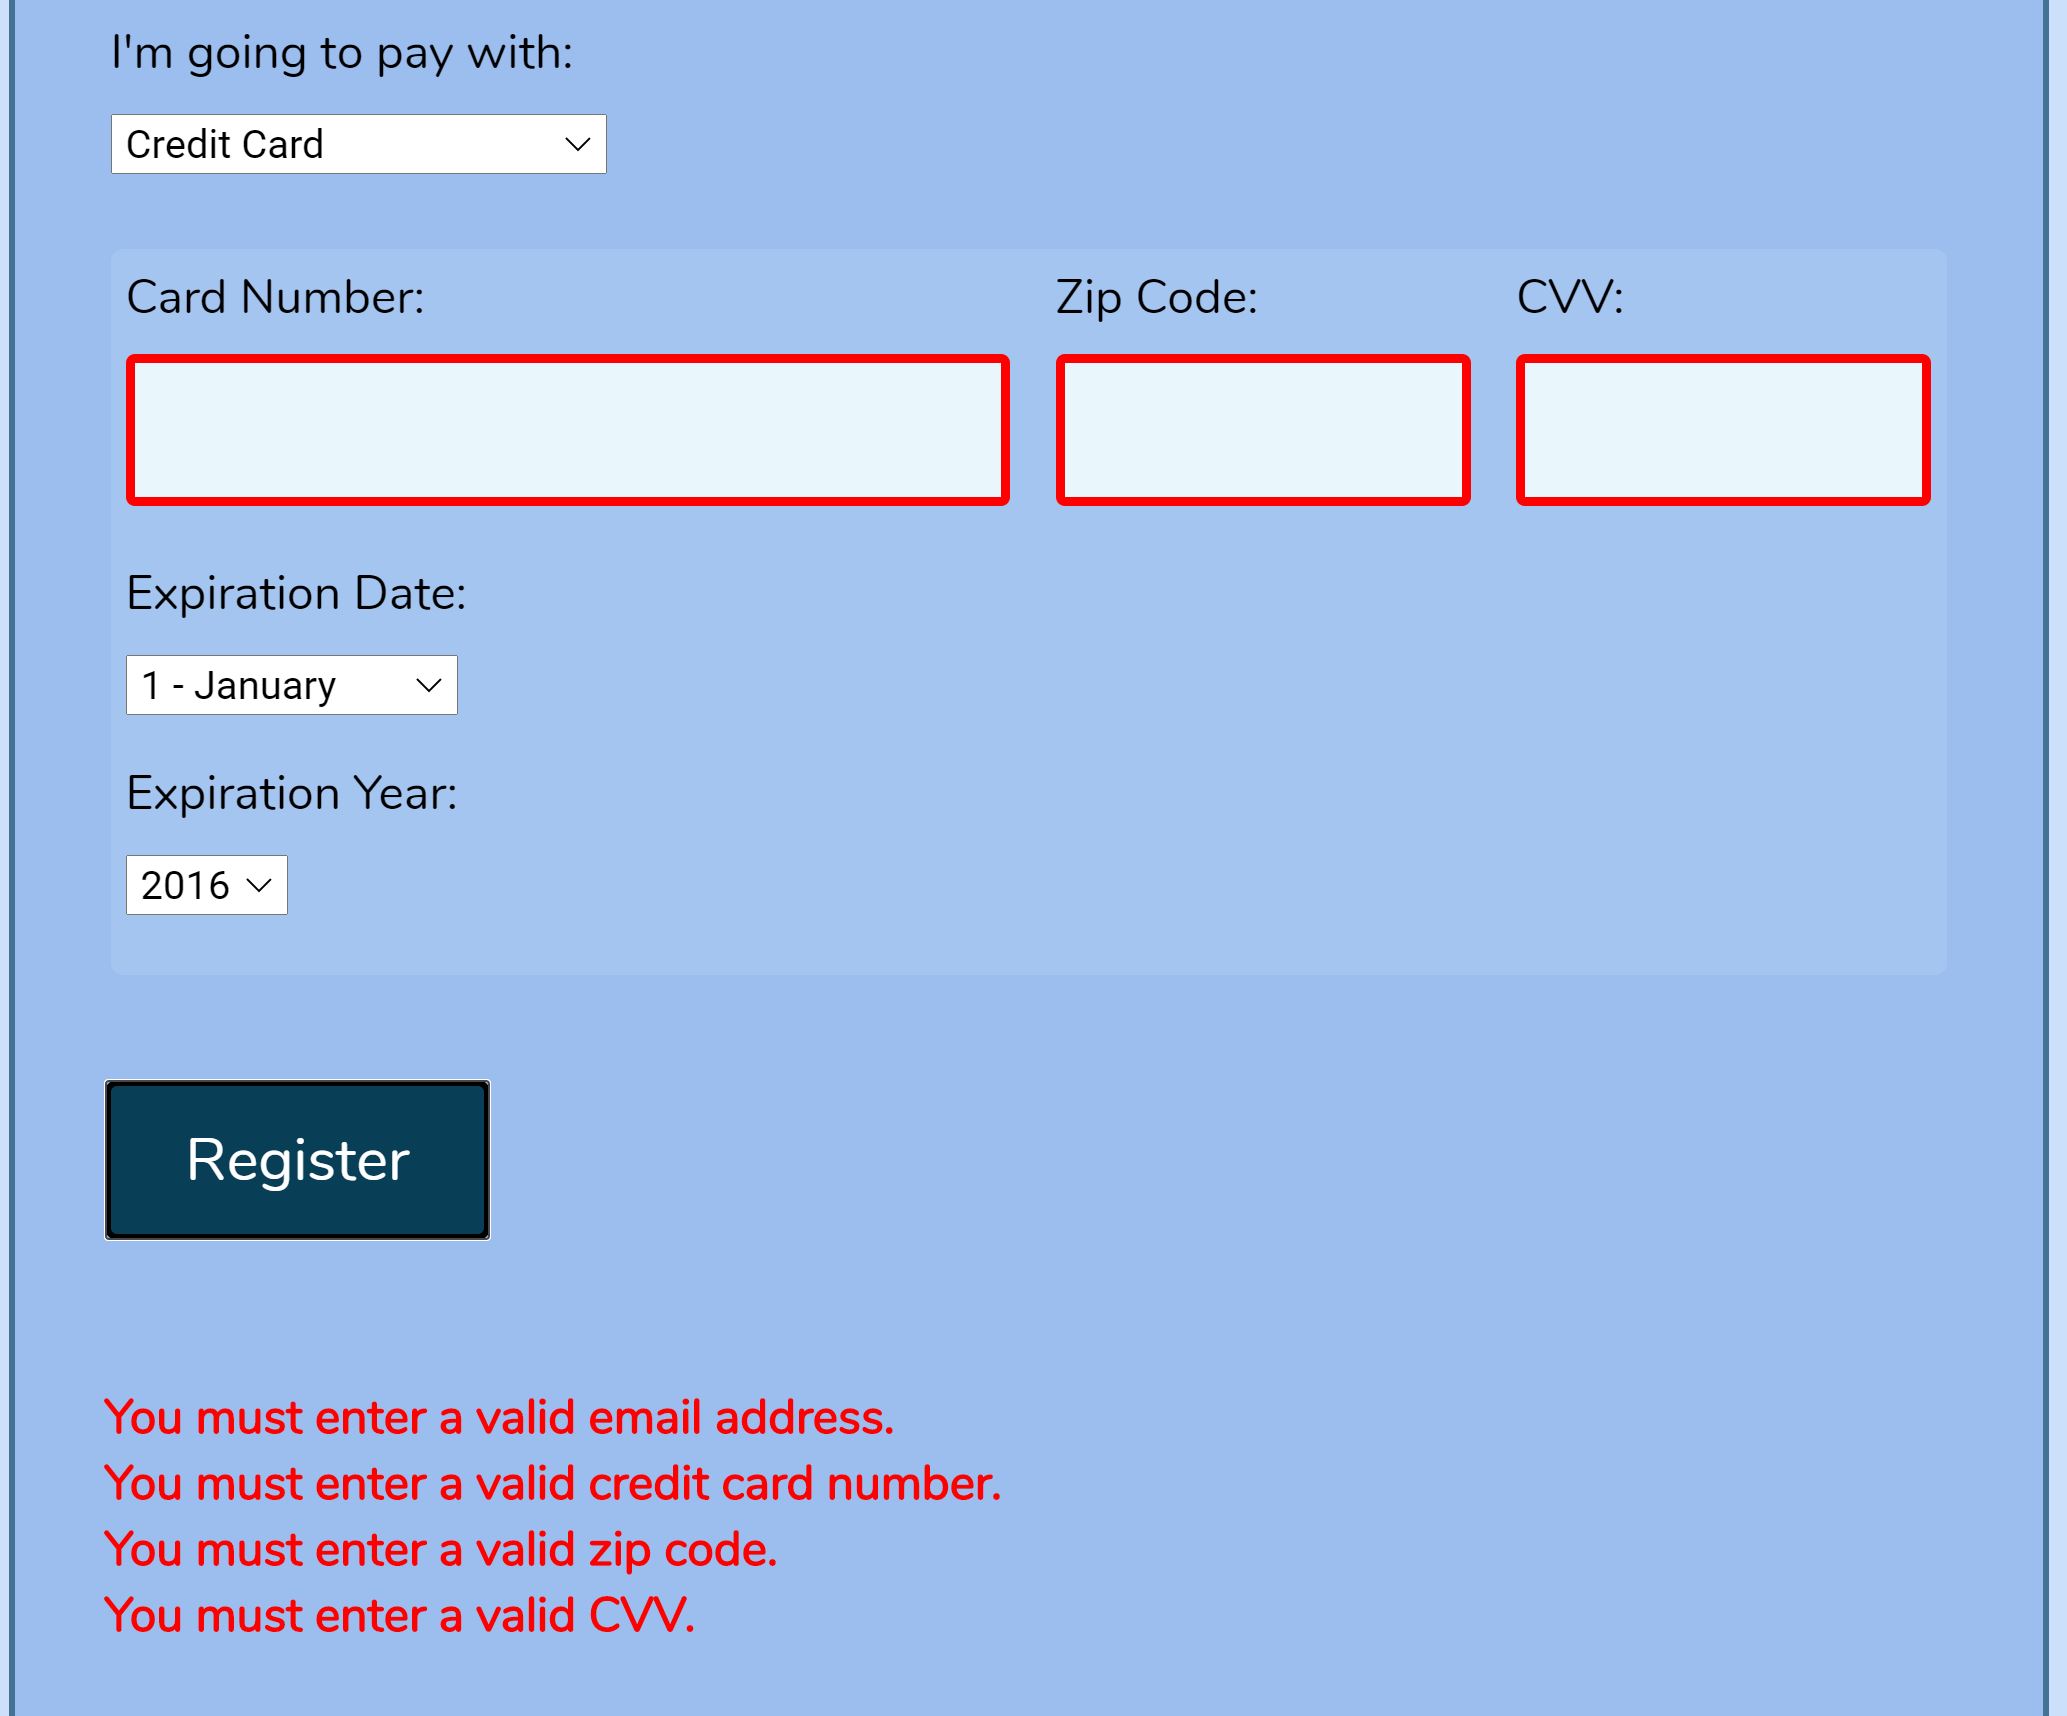 I'm going to pay with:
Credit Card
Card Number: Zip Code: CVV:
Expiration Date:
1 - January
Expiration Year:
2016
Register
You must enter a valid email address.
You must enter a valid credit card number.
You must enter a valid zip code.
You must enter a valid CVV.